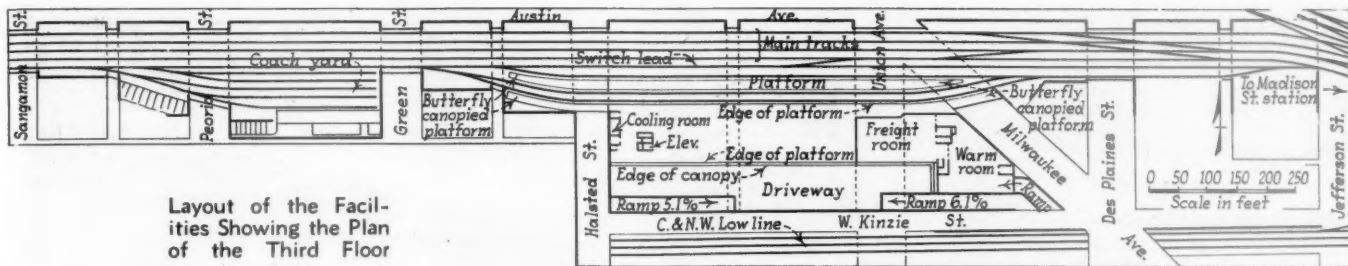 St.
St.
St.
Austin
Ave.
Union Ave.
Main tracks
Coach yard
Switch lead
Platform
Sangamon
Peoria
Green
Butterfly
canopied
platform
Edge of platform
Butterfly
canopied
platform
To Madison
St. station
Cooling room
Elev.
Freight
room
Milwaukee
Des Plaines St.
Edge of platform
Warm
room
Edge of canopy
Driveway
0 50 100 150 200 250
Scale in feet
Jefferson St.
Halsted St.
Ramp 5.1%
Ramp 6.1%
Ramp
C.&N.W. Low line
W. Kinzie St.
Ave.
Layout of the Facil-
ities Showing the Plan
of the Third Floor